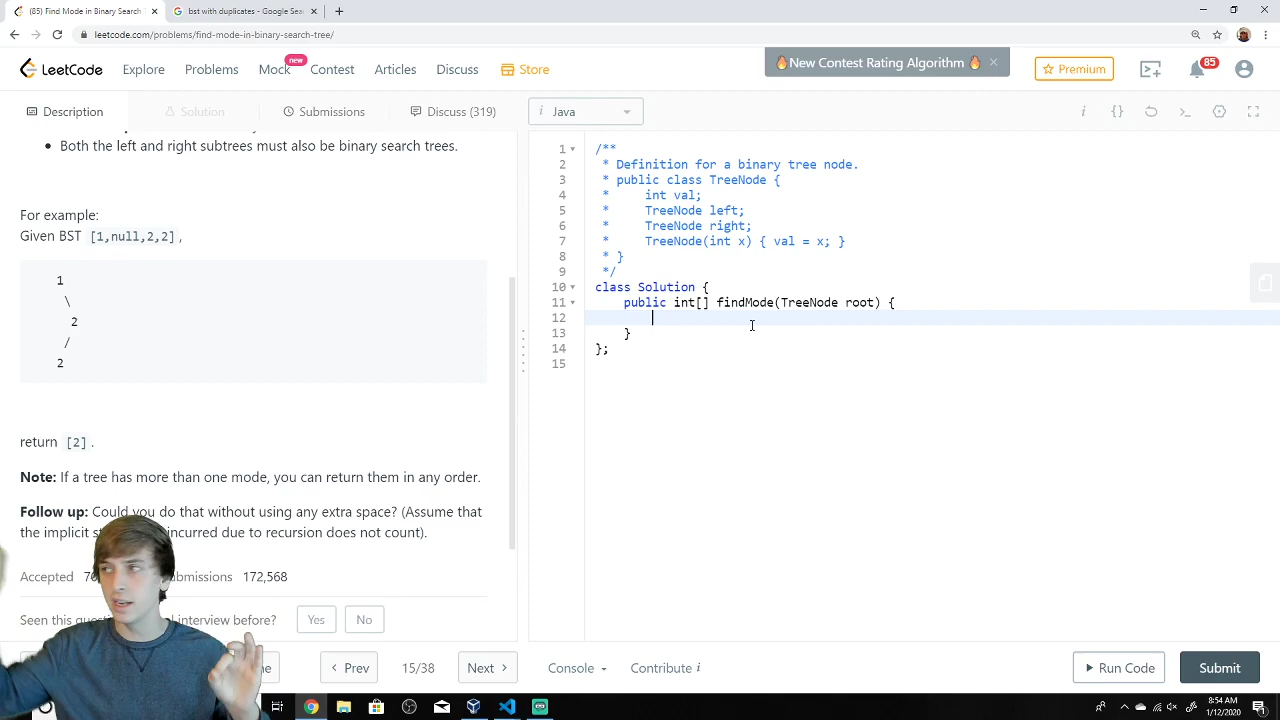 (85) Find Mode in Binary Search
bst with duplicates - Google Sea
leetcode.com/problems/find-mode-in-binary-search-tree/
LeetCode
Explore
Problems
Mock
new
Contest
Articles
Discuss
Store
🔥New Contest Rating Algorithm 🔥
Premium
85
Description
Solution
Submissions
Discuss (319)
i Java
• Both the left and right subtrees must also be binary search trees.
For example:
Given BST [1,null,2,2],
1
\
2
/
2
return [2].
Note: If a tree has more than one mode, you can return them in any order.
Follow up: Could you do that without using any extra space? (Assume that
the implicit incurred due to recursion does not count).
Accepted
172,568
Seen this interview before?
Yes
No
Prev
15/38
Next
1 /**
2 * Definition for a binary tree node.
3 * public class TreeNode {
4 *     int val;
5 *     TreeNode left;
6 *     TreeNode right;
7 *     TreeNode(int x) { val = x; }
8 * }
9 */
10 class Solution {
11     public int[] findMode(TreeNode root) {
12
13     }
14 };
15
Console
Contribute i
Run Code
Submit
8:54 AM
1/12/2020